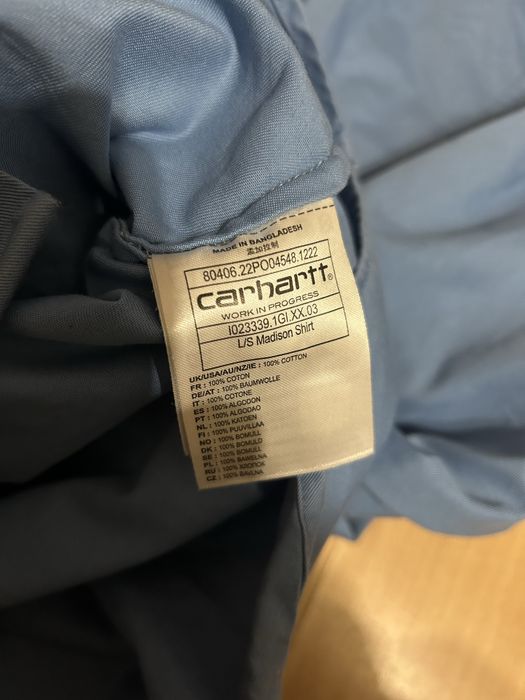 MADE IN BANGLADESH
孟加拉制
80406.22PO04548.1222
carhartt®
WORK IN PROGRESS
I023339.1GI.XX.03
L/S Madison Shirt
UK/USA/AU/NZ/IE : 100% COTTON
FR : 100% COTON
DE/AT : 100% BAUMWOLLE
IT : 100% COTONE
ES : 100% ALGODON
PT : 100% ALGODAO
NL : 100% KATOEN
FI : 100% PUUVILLAA
NO : 100% BOMULL
DK : 100% BOMULD
SE : 100% BOMULL
PL : 100% BAWELNA
RU : 100% ХЛОПОК
CZ : 100% BAVLNA